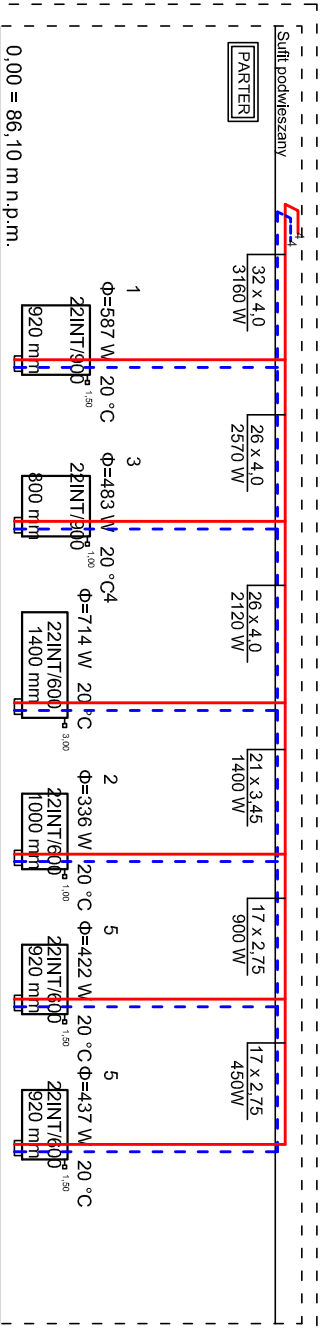 Sufit podwieszany
PARTER
4
4
32 x 4,0
3160 W
26 x 4,0
2570 W
26 x 4,0
2120 W
21 x 3,45
1400 W
17 x 2,75
900 W
17 x 2,75
450W
1
Φ=587 W 20 °C
22INT/900
920 mm
1,50
3
Φ=483 W 20 °C
22INT/900
800 mm
1,00
4
Φ=714 W 20 °C
22INT/600
1400 mm
3,00
2
Φ=336 W 20 °C
22INT/600
1000 mm
1,00
5
Φ=422 W 20 °C
22INT/600
920 mm
1,50
5
Φ=437 W 20 °C
22INT/600
920 mm
1,50
0,00 = 86,10 m n.p.m.